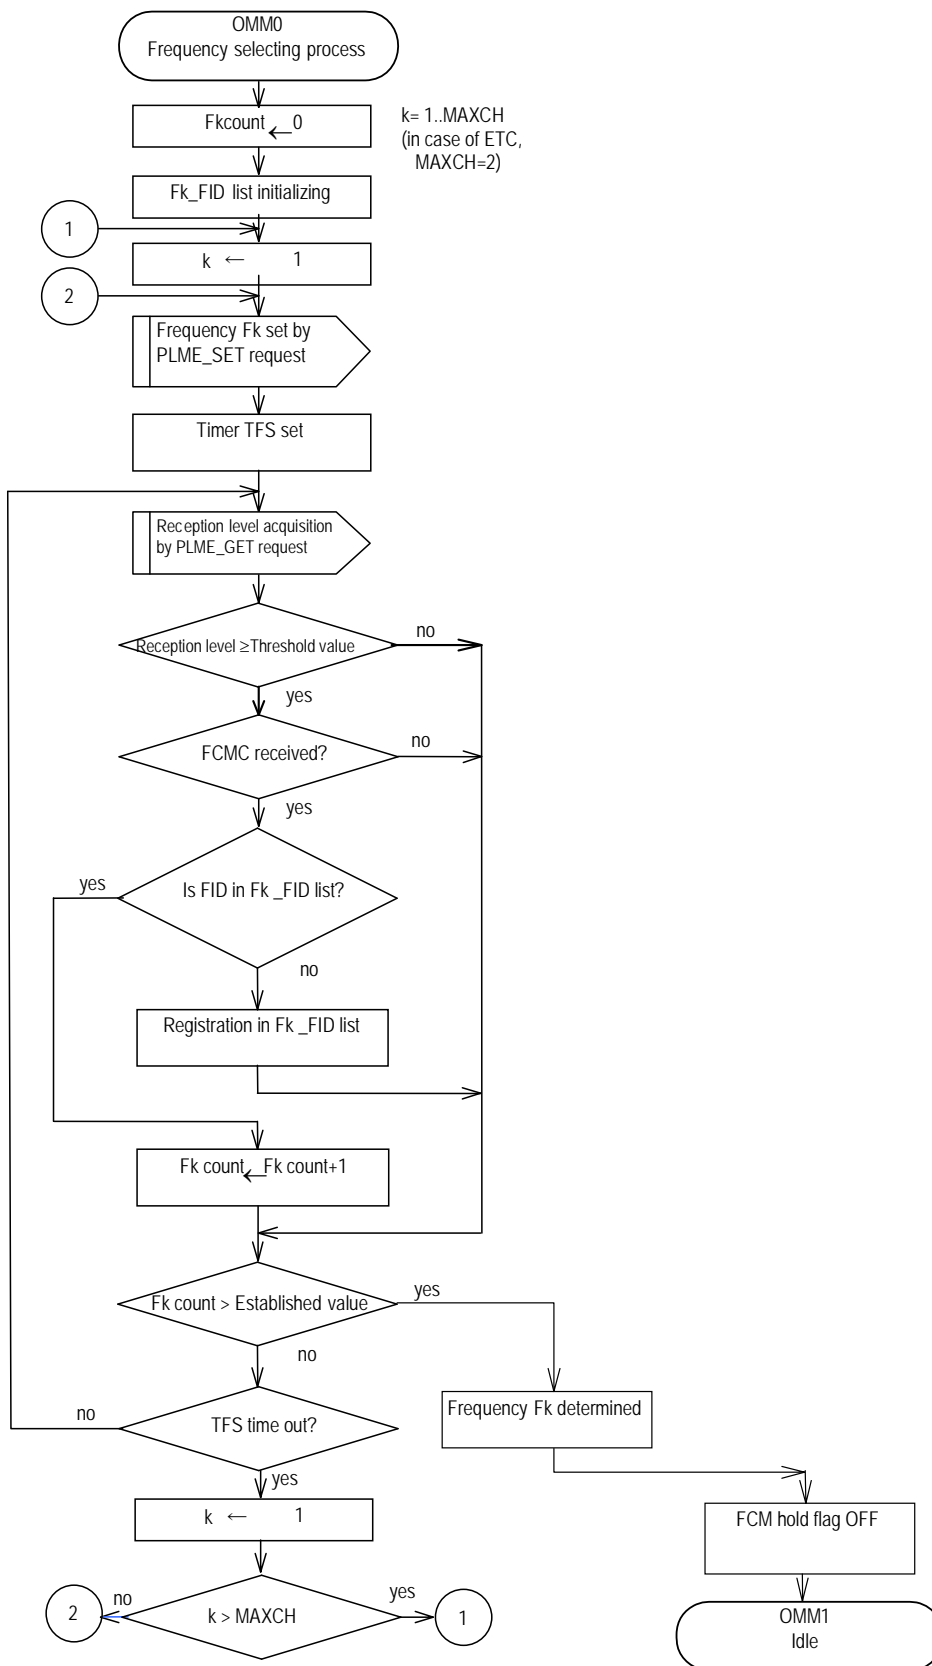 OMM0
Frequency selecting process
Fkcount ← 0
k= 1..MAXCH
(in case of ETC,
MAXCH=2)
Fk_FID list initializing
1
k ← 1
2
Frequency Fk set by
PLME_SET request
Timer TFS set
Reception level acquisition
by PLME_GET request
Reception level ≥Threshold value
no
yes
FCMC received?
no
yes
Is FID in Fk _FID list?
yes
no
Registration in Fk _FID list
Fk count ← Fk count+1
Fk count > Established value
yes
no
Frequency Fk determined
TFS time out?
no
yes
k ← 1
FCM hold flag OFF
k > MAXCH
no
yes
2
1
OMM1
Idle